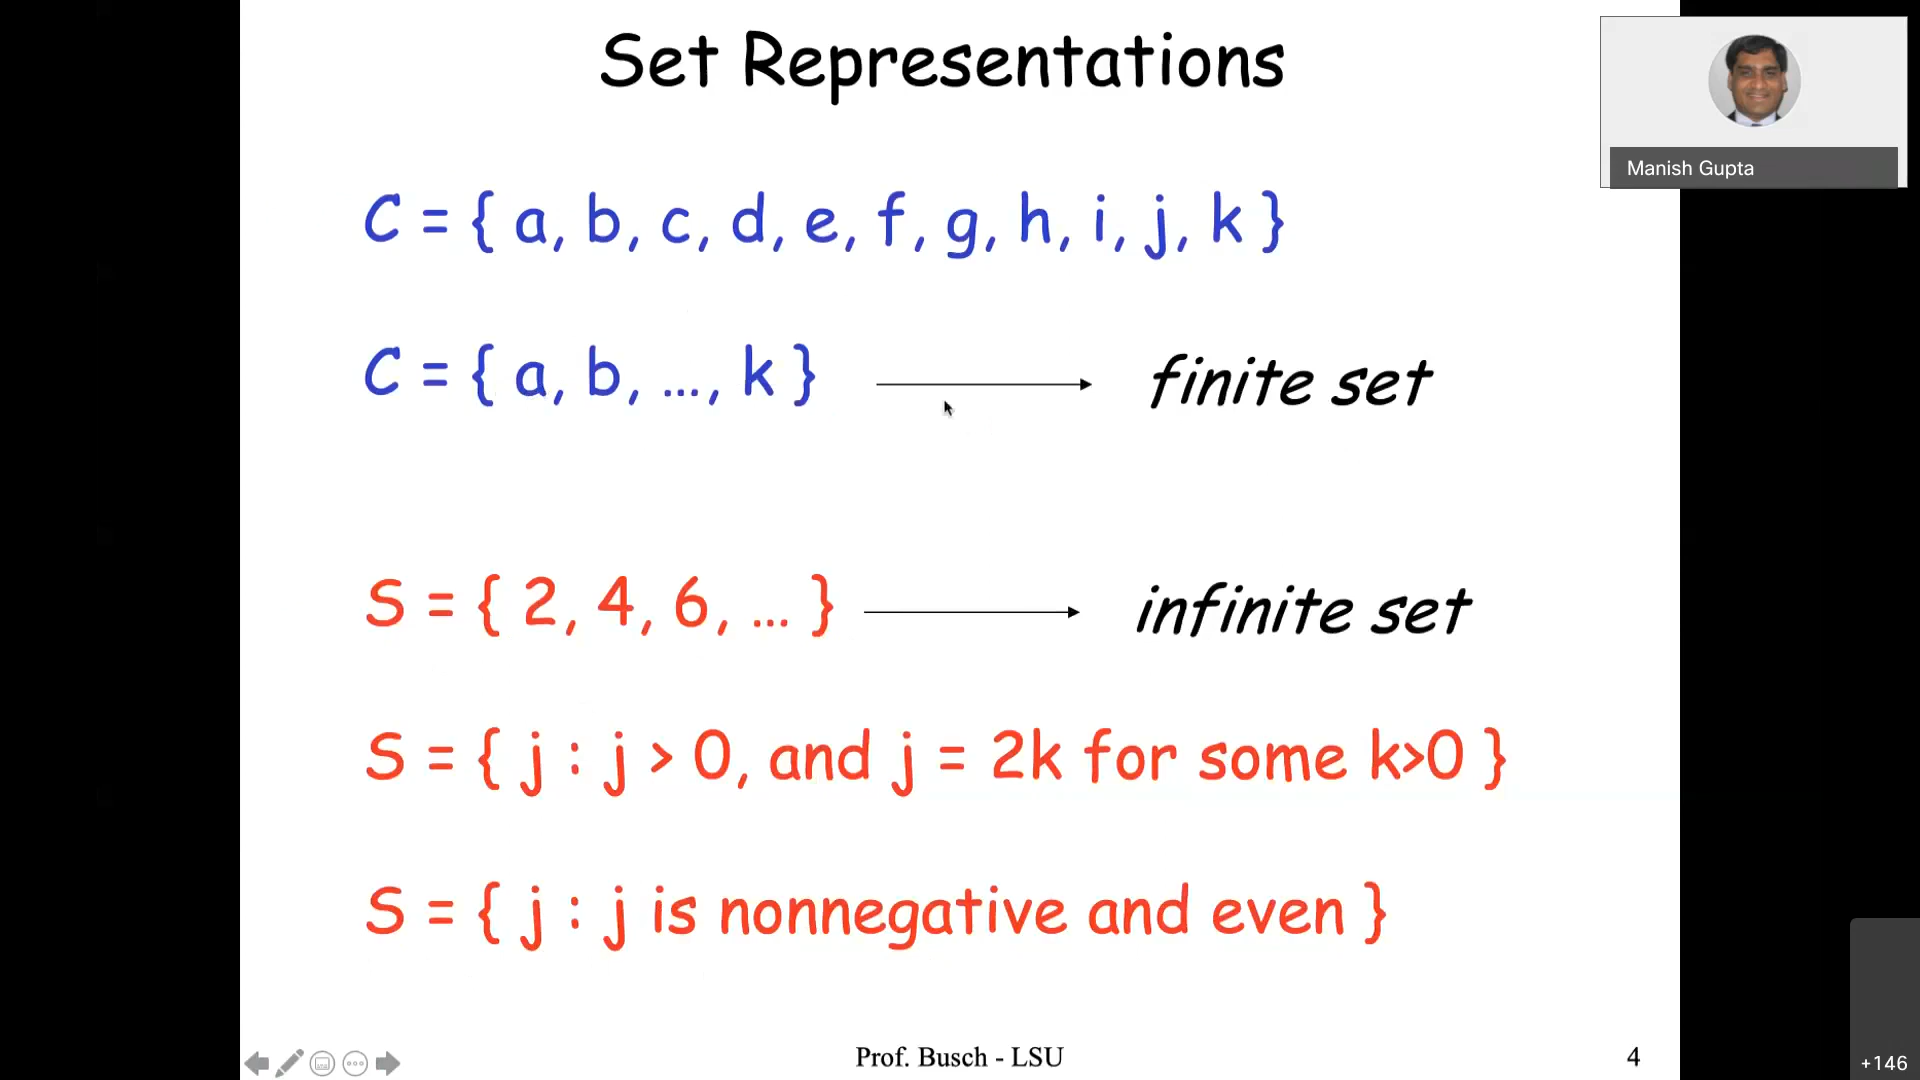 Set Representations
Manish Gupta
C = { a, b, c, d, e, f, g, h, i, j, k }
C = { a, b, …, k } finite set
S = { 2, 4, 6, … } infinite set
S = { j : j > 0, and j = 2k for some k>0 }
S = { j : j is nonnegative and even }
Prof. Busch - LSU 4
+146